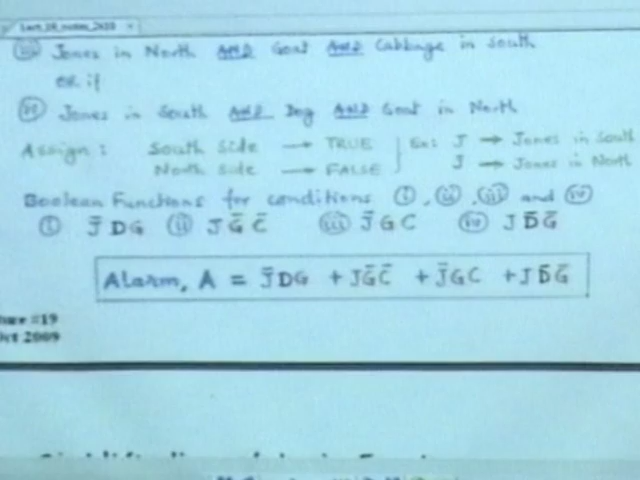 Lect_19_notes_2k10
(iii) Jones in North AND Goat AND Cabbage in South
OR if
(iv) Jones in South AND Dog AND Goat in North
Assign : South Side → TRUE } Ex: J → Jones in South
North Side → FALSE J̄ → Jones in North
Boolean Functions for conditions (i), (ii), (iii) and (iv)
(i) J̄DG (ii) JḠC̄ (iii) J̄GC (iv) JD̄Ḡ
Alarm, A = J̄DG + JḠC̄ + J̄GC + JD̄Ḡ
#19
Oct 2009